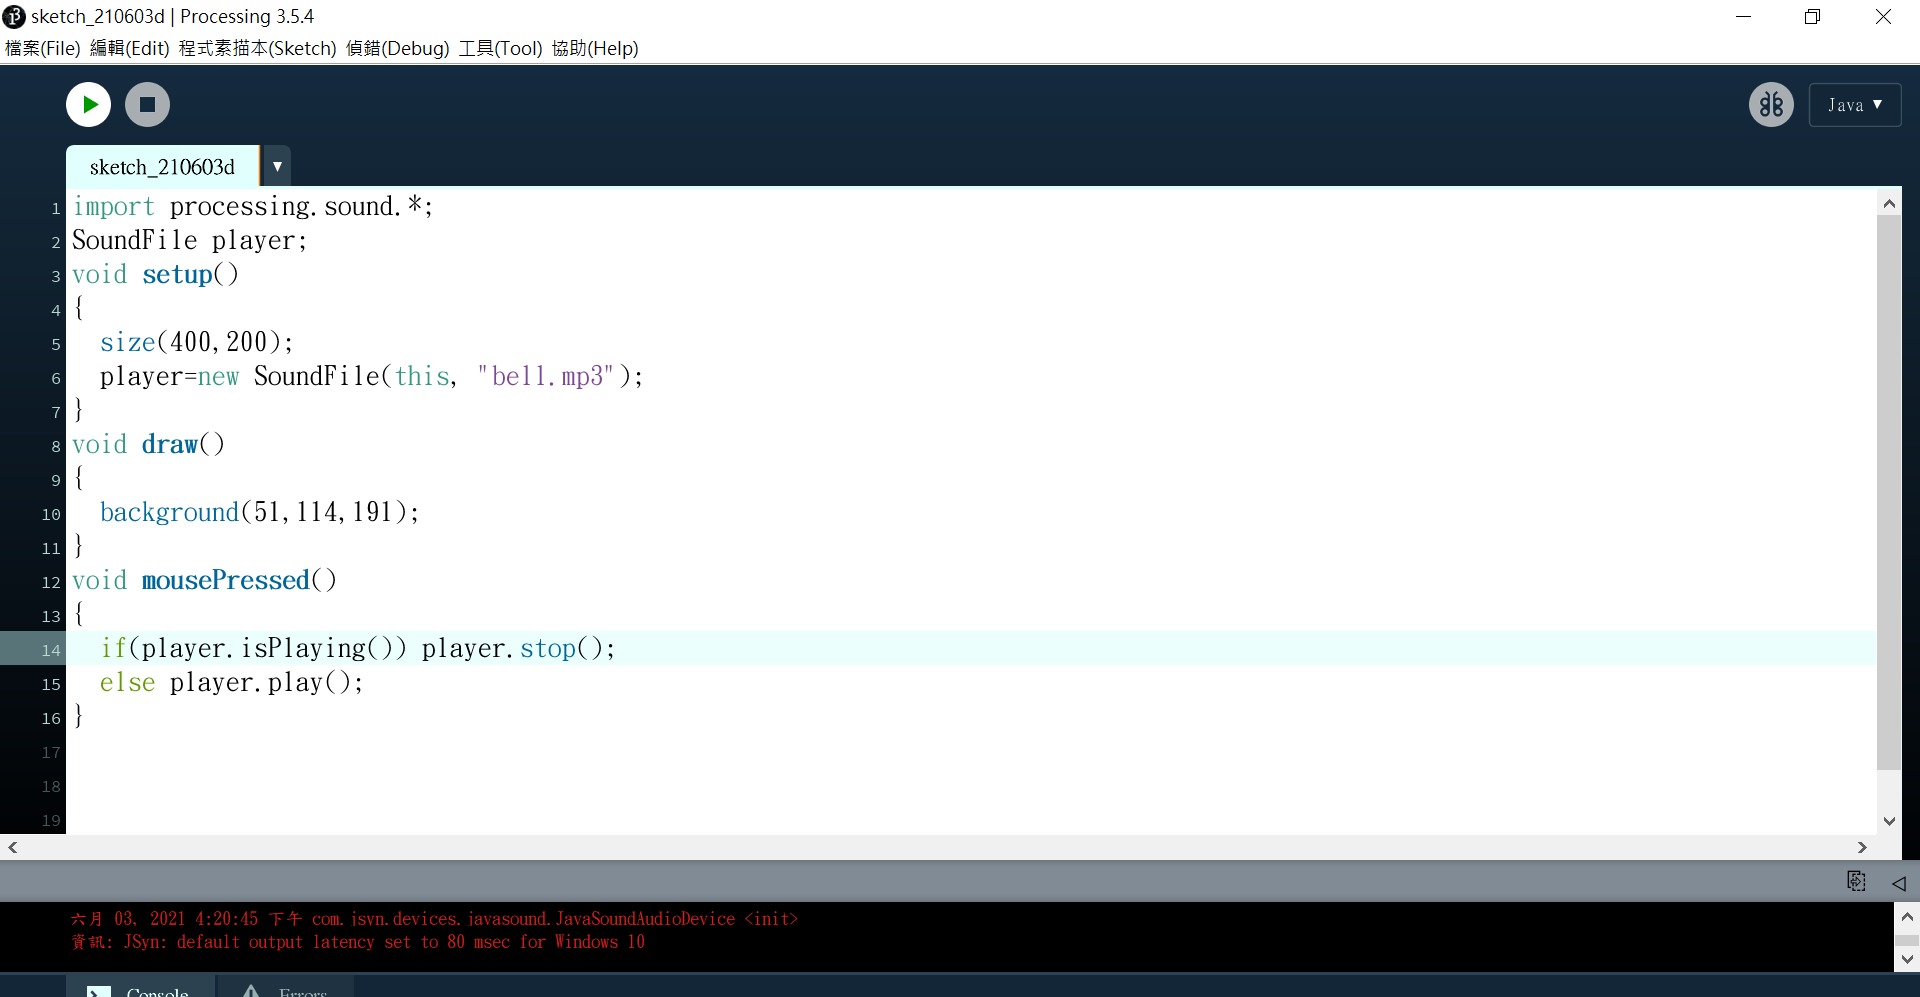 sketch_210603d | Processing 3.5.4
檔案(File) 編輯(Edit) 程式素描本(Sketch) 偵錯(Debug) 工具(Tool) 協助(Help)
Java ▼
sketch_210603d ▼
1 import processing.sound.*;
2 SoundFile player;
3 void setup()
4 {
5   size(400,200);
6   player=new SoundFile(this, "bell.mp3");
7 }
8 void draw()
9 {
10   background(51,114,191);
11 }
12 void mousePressed()
13 {
14   if(player.isPlaying()) player.stop();
15   else player.play();
16 }
17
18
19
六月 03, 2021 4:20:45 下午 com.jsyn.devices.javasound.JavaSoundAudioDevice <init>
資訊: JSyn: default output latency set to 80 msec for Windows 10
Console Errors